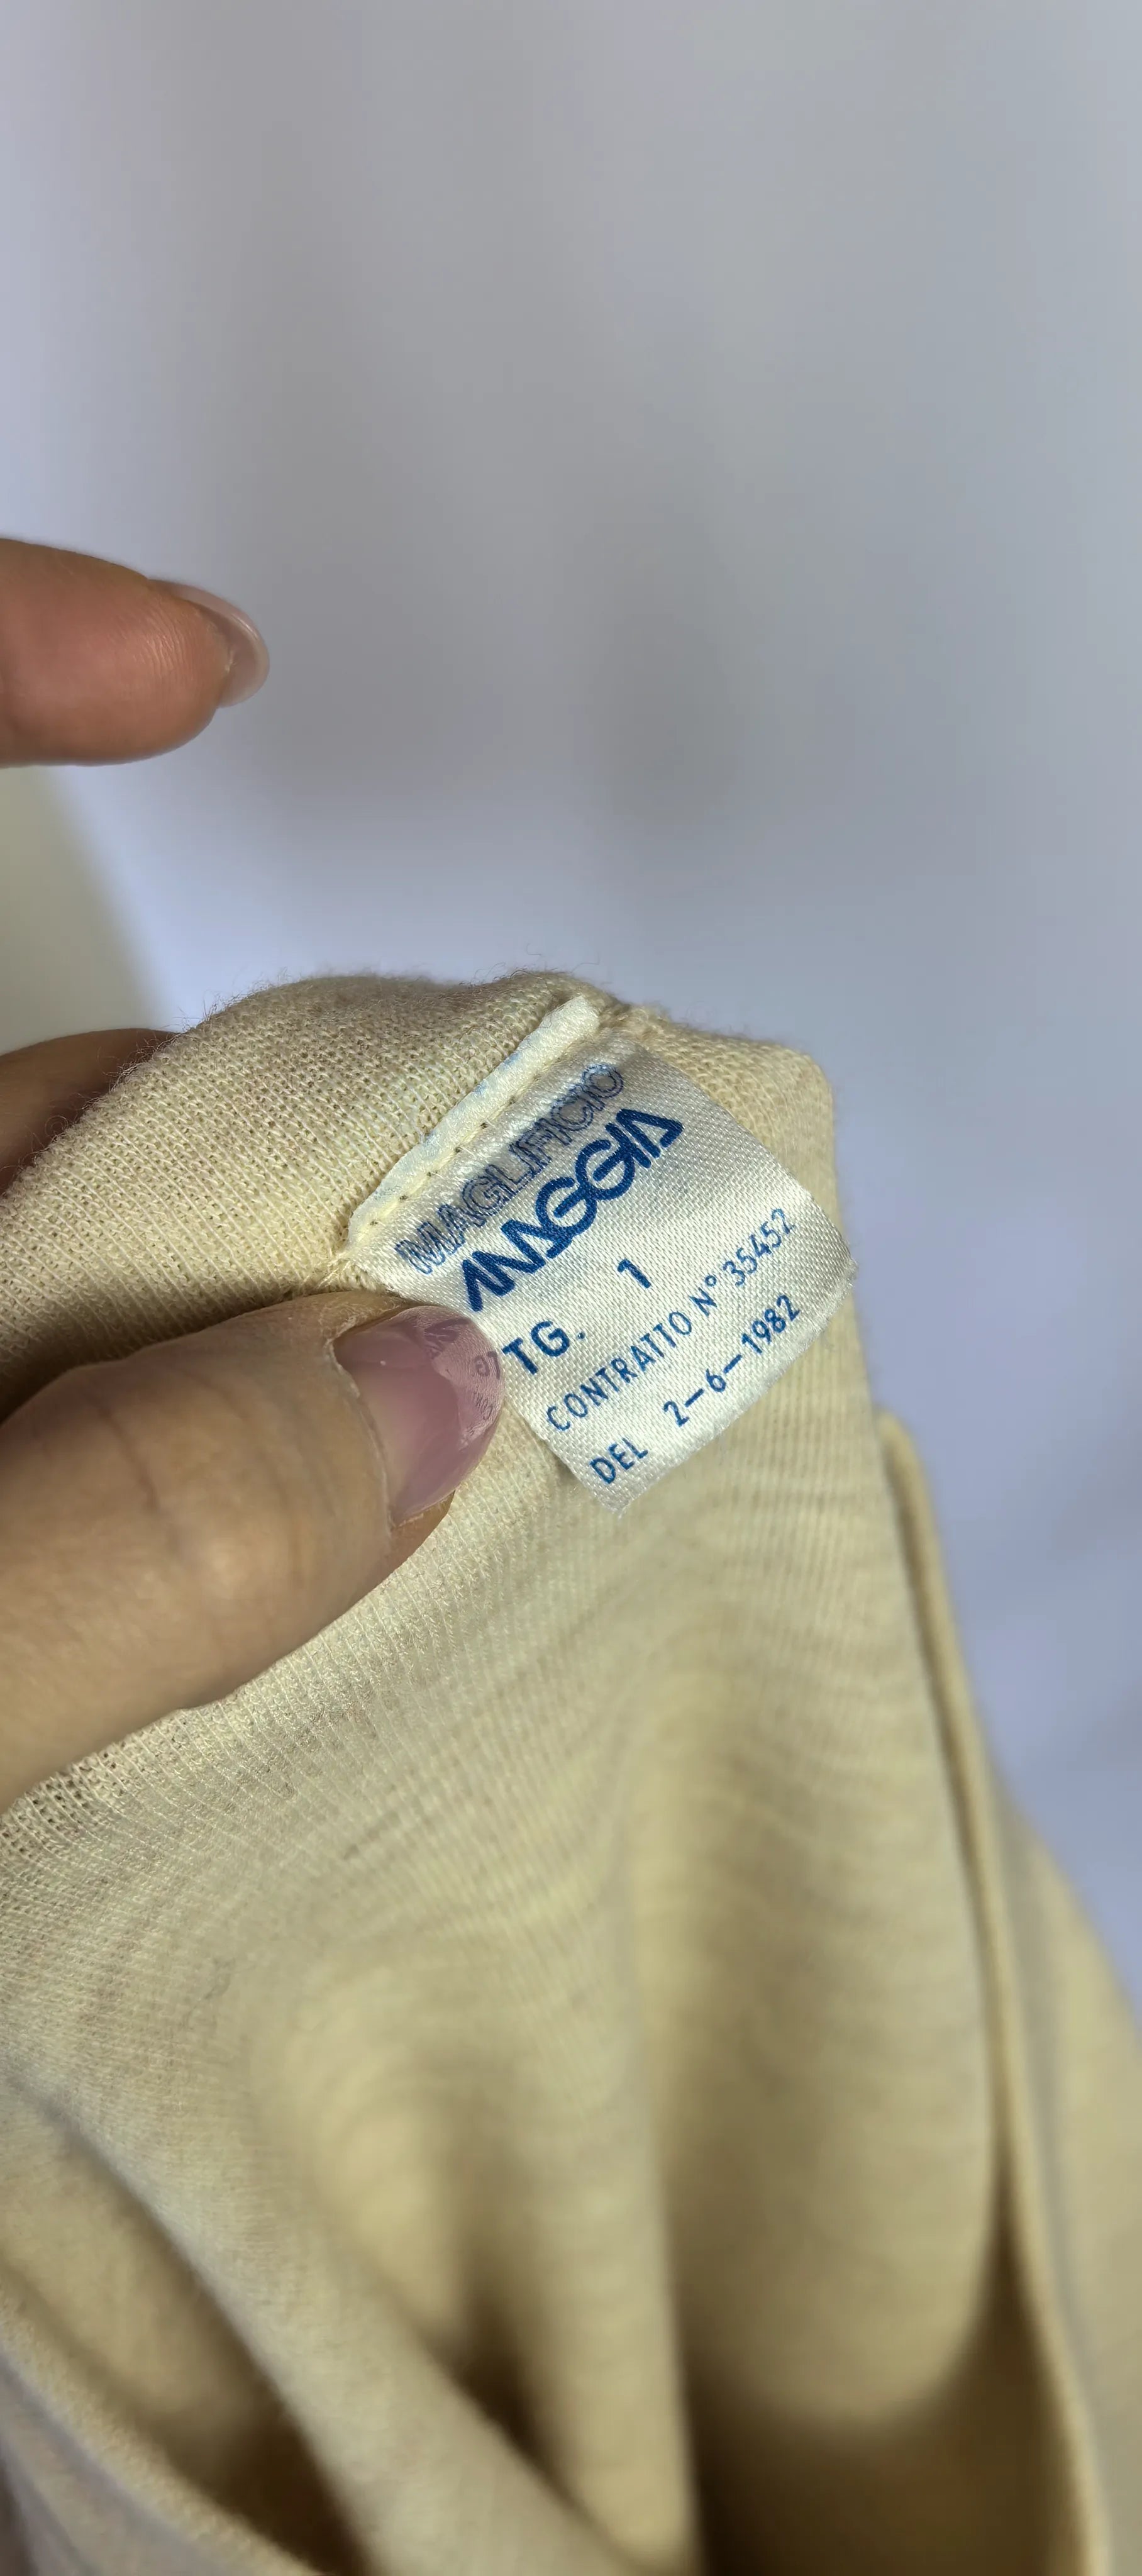 MAGLIFICIO
MAGGIA
TG. 1
CONTRATTO N° 35452
DEL 2-6-1982